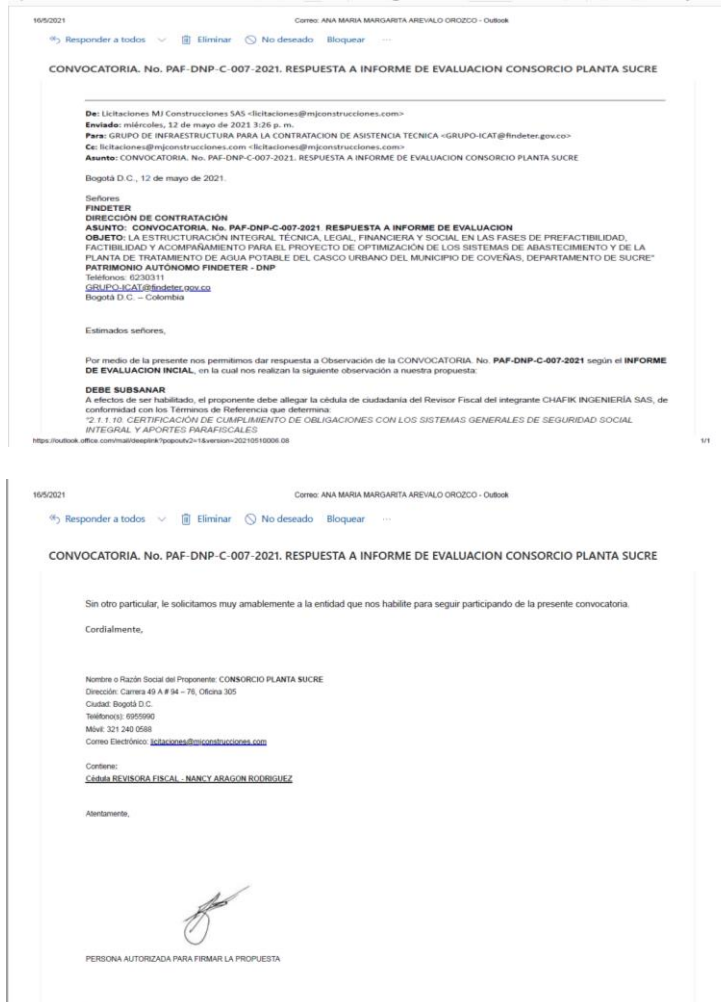 16/5/2021
Correo: ANA MARIA MARGARITA AREVALO OROZCO - Outlook
Responder a todos Eliminar No deseado Bloquear ...
CONVOCATORIA. No. PAF-DNP-C-007-2021. RESPUESTA A INFORME DE EVALUACION CONSORCIO PLANTA SUCRE
De: Licitaciones MJ Construcciones SAS <licitaciones@mjconstrucciones.com>
Enviado: miércoles, 12 de mayo de 2021 3:26 p. m.
Para: GRUPO DE INFRAESTRUCTURA PARA LA CONTRATACION DE ASISTENCIA TECNICA <GRUPO-ICAT@findeter.gov.co>
Cc: licitaciones@mjconstrucciones.com <licitaciones@mjconstrucciones.com>
Asunto: CONVOCATORIA. No. PAF-DNP-C-007-2021. RESPUESTA A INFORME DE EVALUACION CONSORCIO PLANTA SUCRE
Bogotá D.C., 12 de mayo de 2021.
Señores
FINDETER
DIRECCIÓN DE CONTRATACIÓN
ASUNTO: CONVOCATORIA. No. PAF-DNP-C-007-2021. RESPUESTA A INFORME DE EVALUACION
OBJETO: LA ESTRUCTURACIÓN INTEGRAL TÉCNICA, LEGAL, FINANCIERA Y SOCIAL EN LAS FASES DE PREFACTIBILIDAD,
FACTIBILIDAD Y ACOMPAÑAMIENTO PARA EL PROYECTO DE OPTIMIZACIÓN DE LOS SISTEMAS DE ABASTECIMIENTO Y DE LA
PLANTA DE TRATAMIENTO DE AGUA POTABLE DEL CASCO URBANO DEL MUNICIPIO DE COVEÑAS, DEPARTAMENTO DE SUCRE"
PATRIMONIO AUTÓNOMO FINDETER - DNP
Teléfonos: 6230311
GRUPO-ICAT@findeter.gov.co
Bogotá D.C. – Colombia
Estimados señores,
Por medio de la presente nos permitimos dar respuesta a Observación de la CONVOCATORIA. No. PAF-DNP-C-007-2021 según el INFORME
DE EVALUACION INCIAL, en la cual nos realizan la siguiente observación a nuestra propuesta:
DEBE SUBSANAR
A efectos de ser habilitado, el proponente debe allegar la cédula de ciudadanía del Revisor Fiscal del integrante CHAFIK INGENIERÍA SAS, de
conformidad con los Términos de Referencia que determina:
"2.1.1.10. CERTIFICACIÓN DE CUMPLIMIENTO DE OBLIGACIONES CON LOS SISTEMAS GENERALES DE SEGURIDAD SOCIAL
INTEGRAL Y APORTES PARAFISCALES
https://outlook.office.com/mail/deeplink?popoutv2=1&version=20210510006.08
1/1
16/5/2021
Correo: ANA MARIA MARGARITA AREVALO OROZCO - Outlook
Responder a todos Eliminar No deseado Bloquear ...
CONVOCATORIA. No. PAF-DNP-C-007-2021. RESPUESTA A INFORME DE EVALUACION CONSORCIO PLANTA SUCRE
Sin otro particular, le solicitamos muy amablemente a la entidad que nos habilite para seguir participando de la presente convocatoria.
Cordialmente,
Nombre o Razón Social del Proponente: CONSORCIO PLANTA SUCRE
Dirección: Carrera 49 A # 94 – 76, Oficina 305
Ciudad: Bogotá D.C.
Teléfono(s): 6955990
Móvil: 321 240 0588
Correo Electrónico: licitaciones@mjconstrucciones.com
Contiene:
Cédula REVISORA FISCAL - NANCY ARAGON RODRIGUEZ
Atentamente,
PERSONA AUTORIZADA PARA FIRMAR LA PROPUESTA